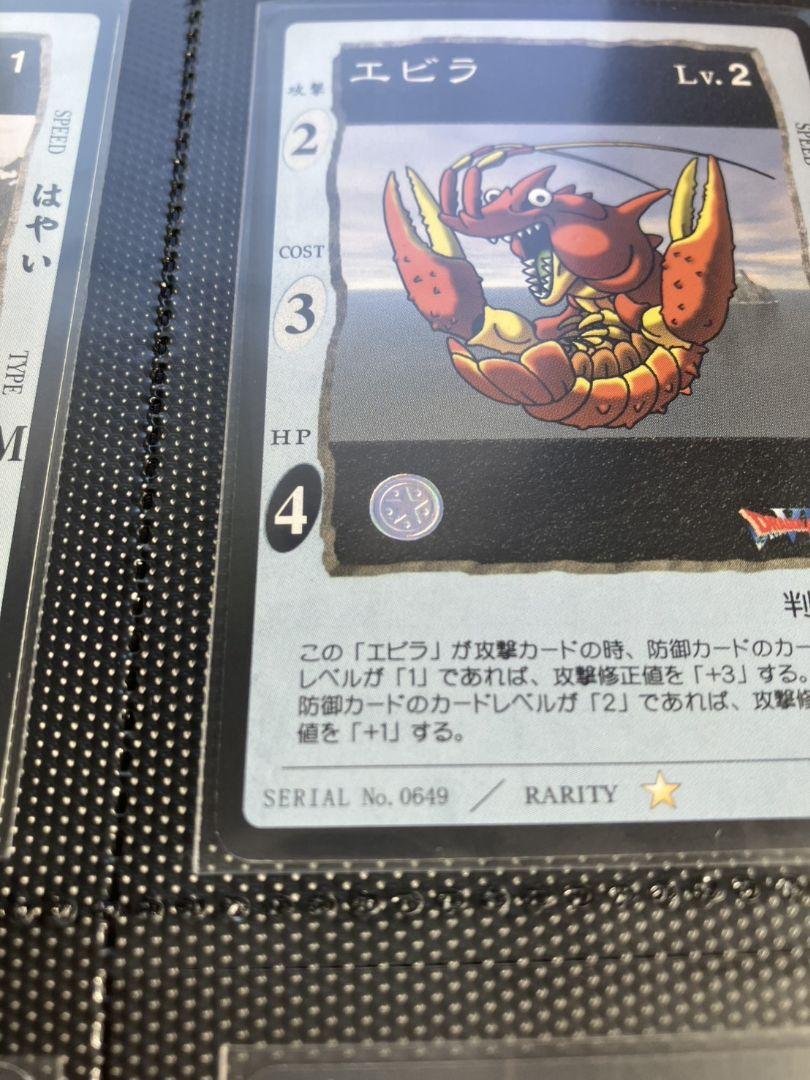 1
SPEED
はやい
TYPE
M
エビラ
Lv.2
攻撃
2
COST
3
HP
4
SPEED
DRAGON
判
この「エビラ」が攻撃カードの時、防御カードのカー
レベルが「1」であれば、攻撃修正値を「+3」する。
防御カードのカードレベルが「2」であれば、攻撃修
値を「+1」する。
SERIAL No. 0649 / RARITY